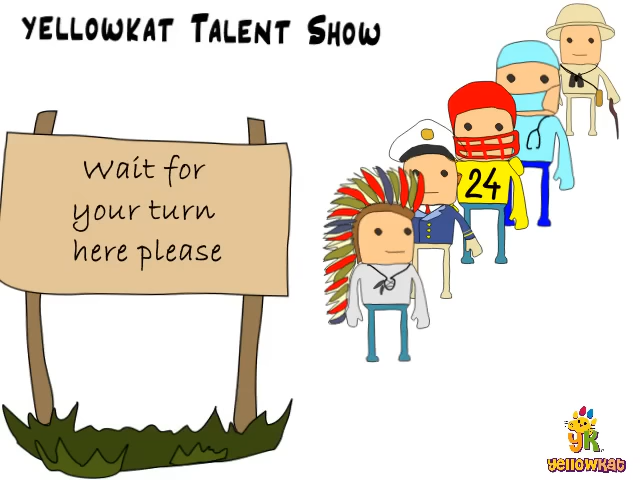 YELLOWKAT TALENT SHOW
Wait for
your turn
here please
24
YK
YELLOWKAT